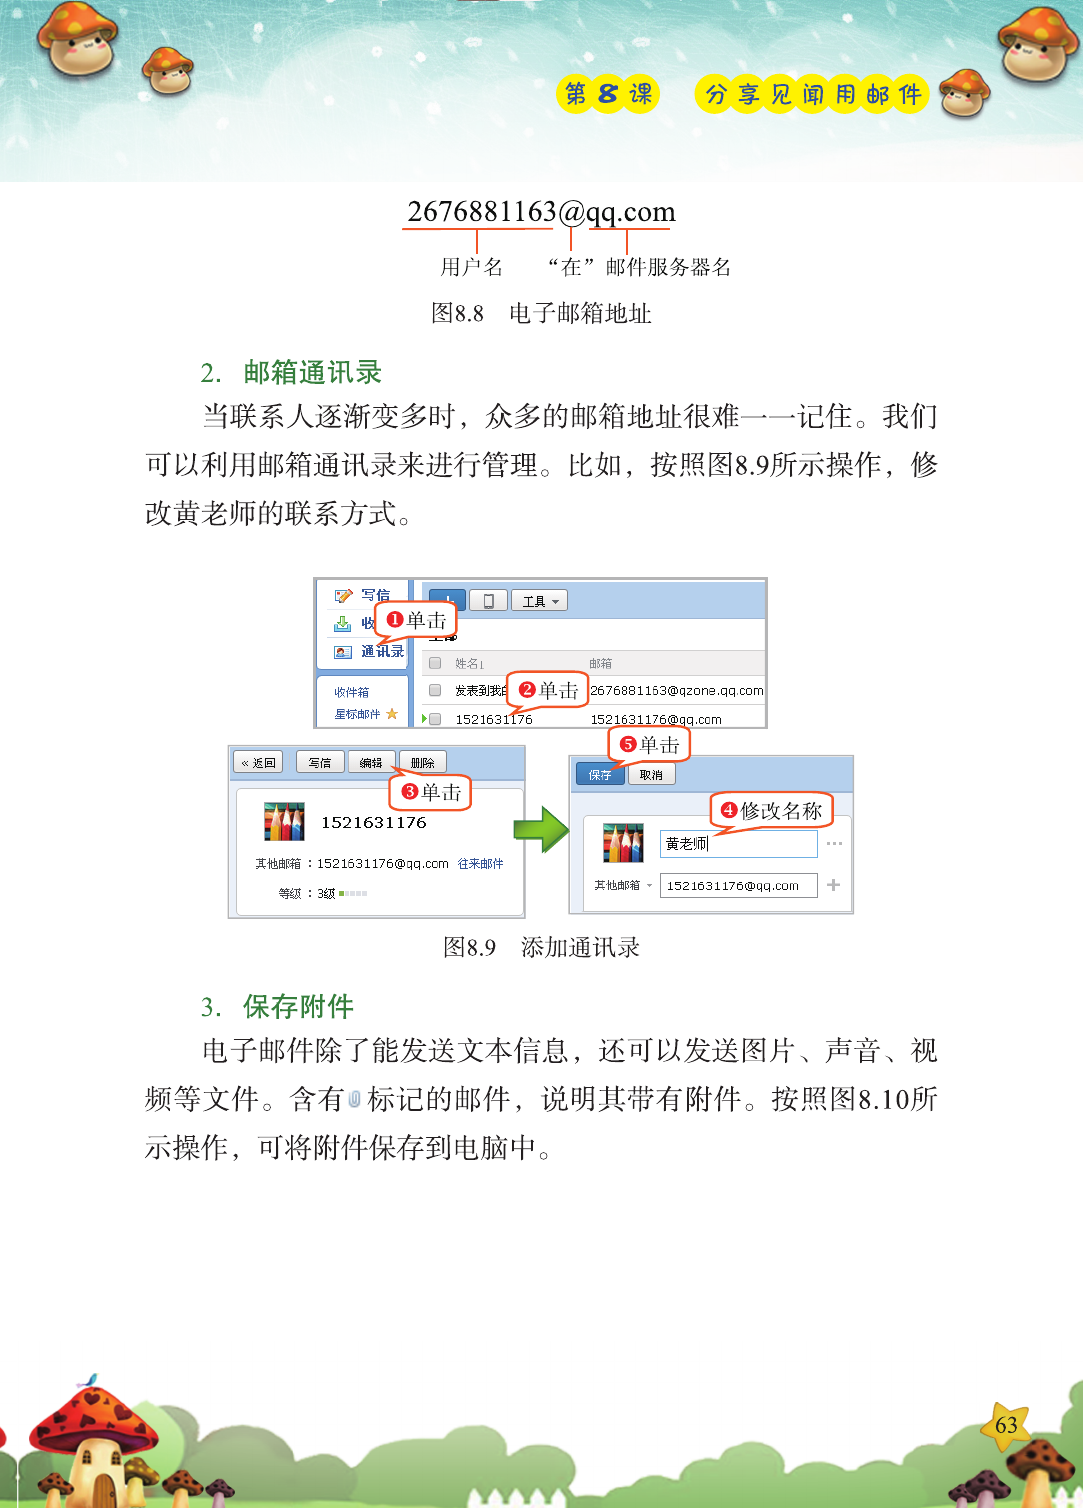 第8课 分享见闻用邮件
2676881163@qq.com
用户名 “在” 邮件服务器名
图8.8 电子邮箱地址
2. 邮箱通讯录
当联系人逐渐变多时，众多的邮箱地址很难一一记住。我们
可以利用邮箱通讯录来进行管理。比如，按照图8.9所示操作，修
改黄老师的联系方式。
写信
工具
❶单击
收
通讯录
姓名↓ 邮箱
收件箱
发表到我的
❷单击
2676881163@qzone.qq.com
星标邮件
1521631176 1521631176@qq.com
❺单击
« 返回 写信 编辑 删除
保存 取消
❸单击
❹修改名称
1521631176
黄老师
其他邮箱：1521631176@qq.com 往来邮件
其他邮箱 1521631176@qq.com
等级：3级
图8.9 添加通讯录
3. 保存附件
电子邮件除了能发送文本信息，还可以发送图片、声音、视
频等文件。含有 标记的邮件，说明其带有附件。按照图8.10所
示操作，可将附件保存到电脑中。
63